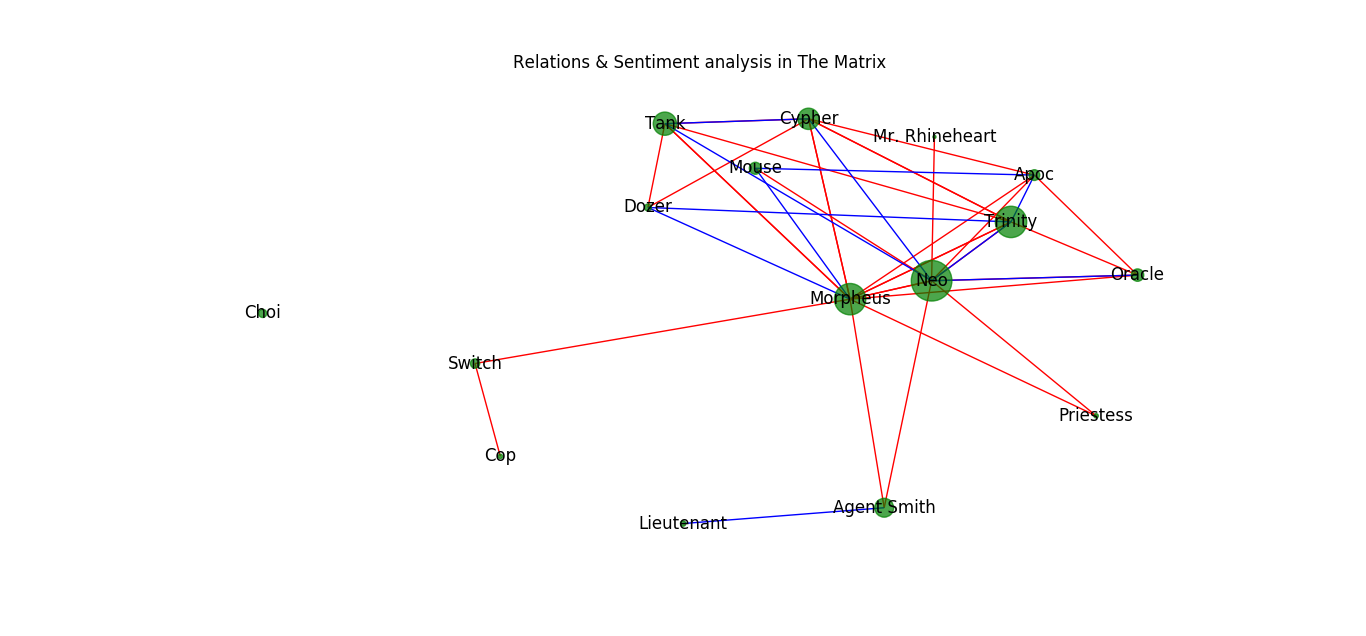 Relations & Sentiment analysis in The Matrix
Cypher
Tank
Mr. Rhineheart
Mouse
Apoc
Dozer
Trinity
Oracle
Neo
Morpheus
Choi
Switch
Priestess
Cop
Agent Smith
Lieutenant